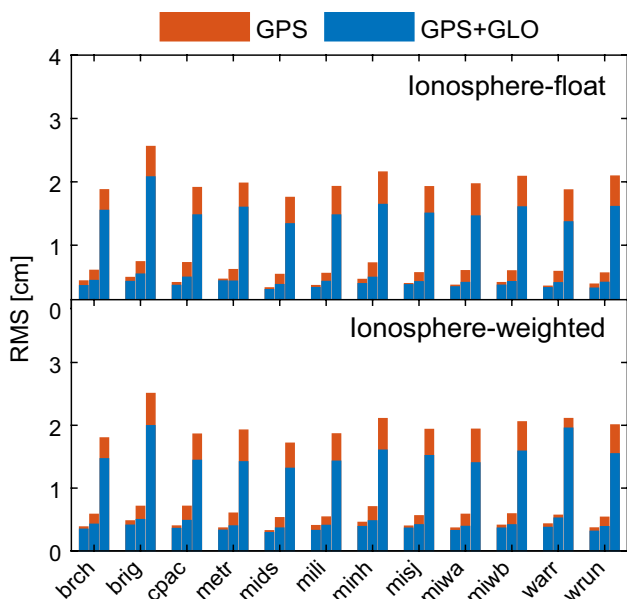 GPS GPS+GLO
4
Ionosphere-float
3
2
1
0
RMS [cm]
Ionosphere-weighted
3
2
1
0
brch brig cpac metr mids mili minh misj miwa miwb warr wrun